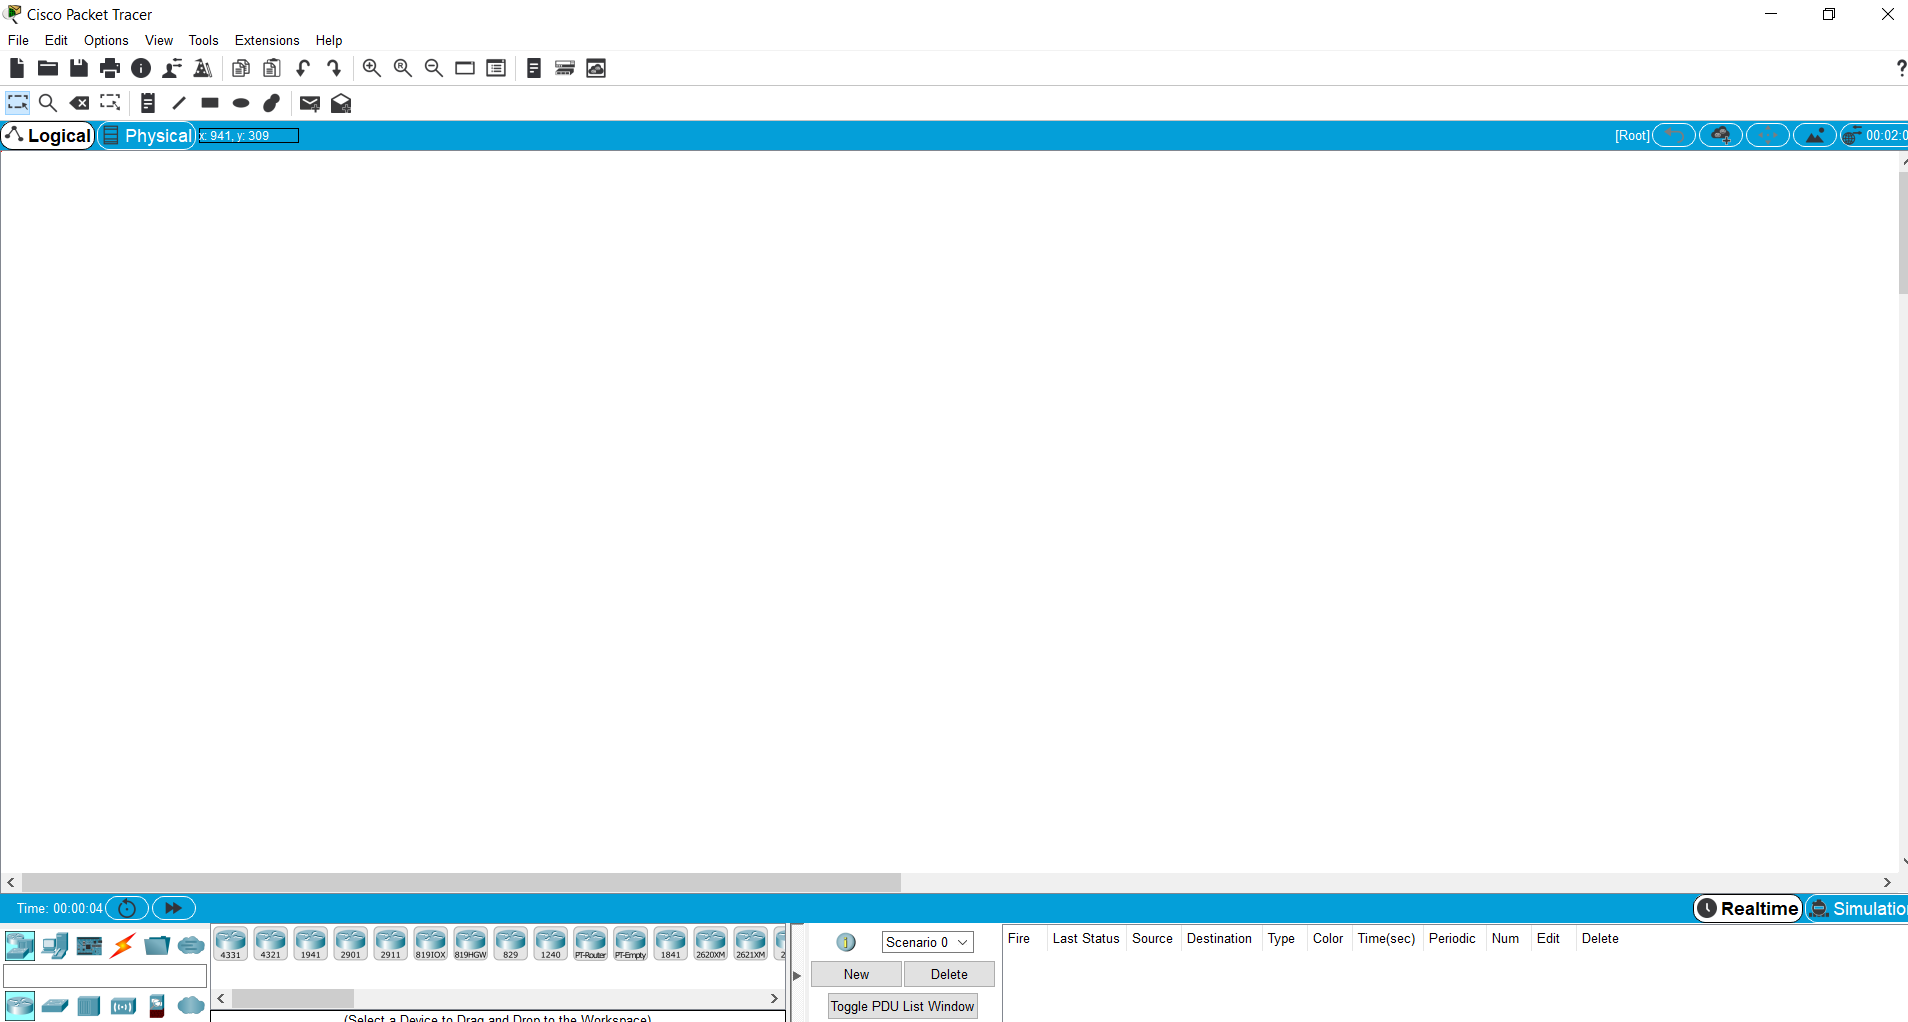 Cisco Packet Tracer
File Edit Options View Tools Extensions Help
?
Logical Physical x: 941, y: 309 [Root] 00:02:0
Time: 00:00:04 Realtime Simulatio
4331 4321 1941 2901 2911 819IOX 819HGW 829 1240 PT-Router PT-Empty 1841 2620XM 2621XM 2
Scenario 0
Fire Last Status Source Destination Type Color Time(sec) Periodic Num Edit Delete
New Delete
Toggle PDU List Window
(Select a Device to Drag and Drop to the Workspace)